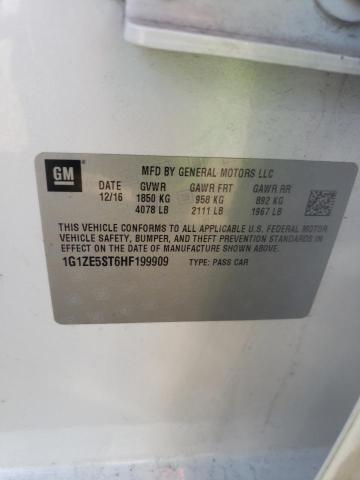 GM
MFD BY GENERAL MOTORS LLC
DATE GVWR GAWR FRT GAWR RR
12/16 1850 KG 958 KG 892 KG
4078 LB 2111 LB 1967 LB
THIS VEHICLE CONFORMS TO ALL APPLICABLE U.S. FEDERAL MOTOR
VEHICLE SAFETY, BUMPER, AND THEFT PREVENTION STANDARDS IN
EFFECT ON THE DATE OF MANUFACTURE SHOWN ABOVE.
1G1ZE5ST6HF199909 TYPE: PASS CAR